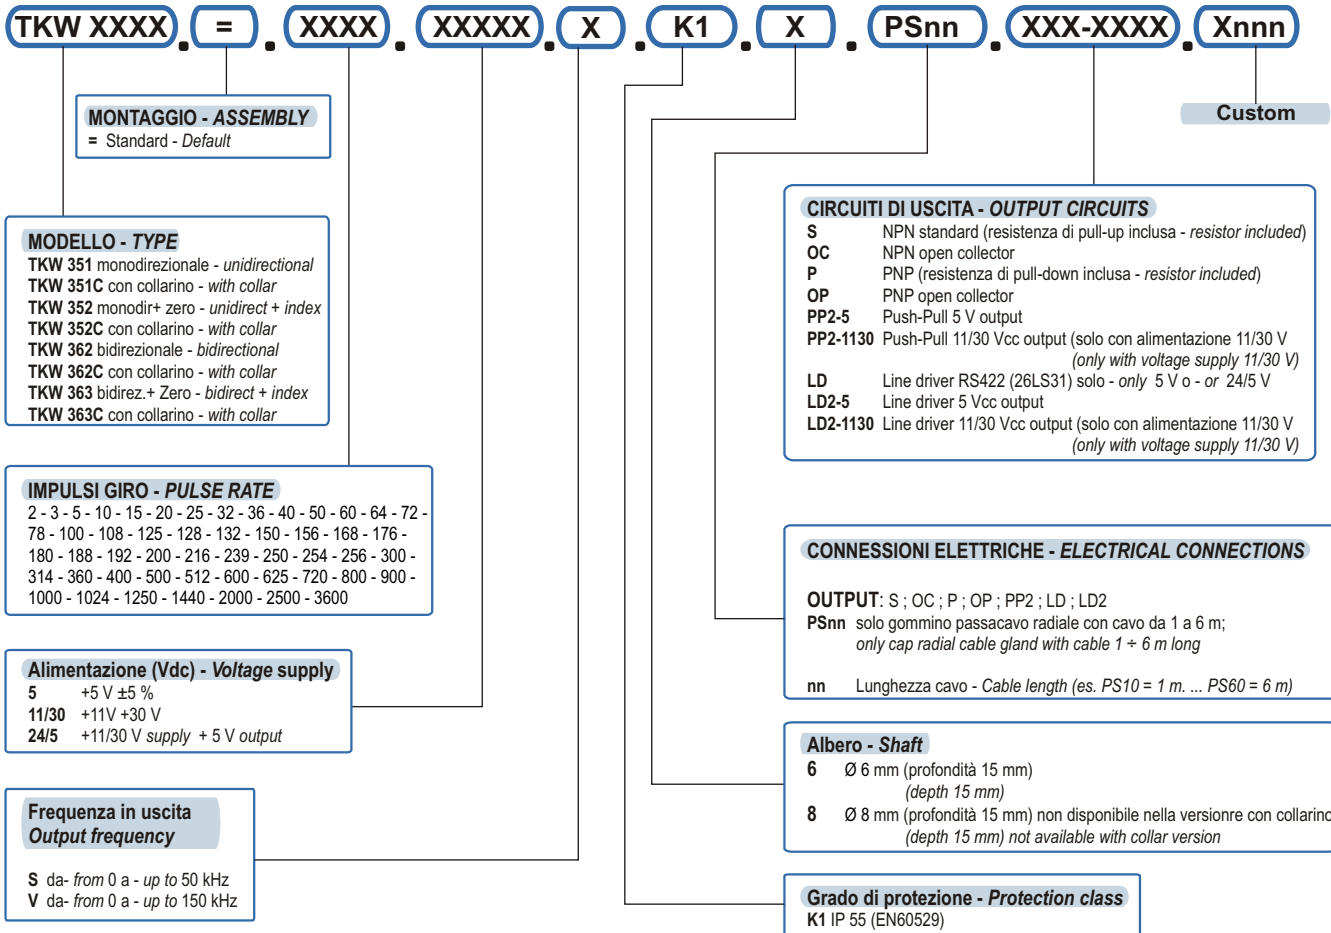 TKW XXXX . = . XXXX . XXXXX . X . K1 . X . PSnn . XXX-XXXX . Xnnn
MONTAGGIO - ASSEMBLY
= Standard - Default
Custom
MODELLO - TYPE
TKW 351 monodirezionale - unidirectional
TKW 351C con collarino - with collar
TKW 352 monodir+ zero - unidirect + index
TKW 352C con collarino - with collar
TKW 362 bidirezionale - bidirectional
TKW 362C con collarino - with collar
TKW 363 bidirez.+ Zero - bidirect + index
TKW 363C con collarino - with collar
IMPULSI GIRO - PULSE RATE
2 - 3 - 5 - 10 - 15 - 20 - 25 - 32 - 36 - 40 - 50 - 60 - 64 - 72 -
78 - 100 - 108 - 125 - 128 - 132 - 150 - 156 - 168 - 176 -
180 - 188 - 192 - 200 - 216 - 239 - 250 - 254 - 256 - 300 -
314 - 360 - 400 - 500 - 512 - 600 - 625 - 720 - 800 - 900 -
1000 - 1024 - 1250 - 1440 - 2000 - 2500 - 3600
Alimentazione (Vdc) - Voltage supply
5 +5 V ±5 %
11/30 +11V +30 V
24/5 +11/30 V supply + 5 V output
Frequenza in uscita
Output frequency
S da- from 0 a - up to 50 kHz
V da- from 0 a - up to 150 kHz
CIRCUITI DI USCITA - OUTPUT CIRCUITS
S NPN standard (resistenza di pull-up inclusa - resistor included)
OC NPN open collector
P PNP (resistenza di pull-down inclusa - resistor included)
OP PNP open collector
PP2-5 Push-Pull 5 V output
PP2-1130 Push-Pull 11/30 Vcc output (solo con alimentazione 11/30 V
(only with voltage supply 11/30 V)
LD Line driver RS422 (26LS31) solo - only 5 V o - or 24/5 V
LD2-5 Line driver 5 Vcc output
LD2-1130 Line driver 11/30 Vcc output (solo con alimentazione 11/30 V
(only with voltage supply 11/30 V)
CONNESSIONI ELETTRICHE - ELECTRICAL CONNECTIONS
OUTPUT: S ; OC ; P ; OP ; PP2 ; LD ; LD2
PSnn solo gommino passacavo radiale con cavo da 1 a 6 m;
only cap radial cable gland with cable 1 ÷ 6 m long
nn Lunghezza cavo - Cable length (es. PS10 = 1 m. ... PS60 = 6 m)
Albero - Shaft
6 Ø 6 mm (profondità 15 mm)
(depth 15 mm)
8 Ø 8 mm (profondità 15 mm) non disponibile nella versionre con collarino
(depth 15 mm) not available with collar version
Grado di protezione - Protection class
K1 IP 55 (EN60529)